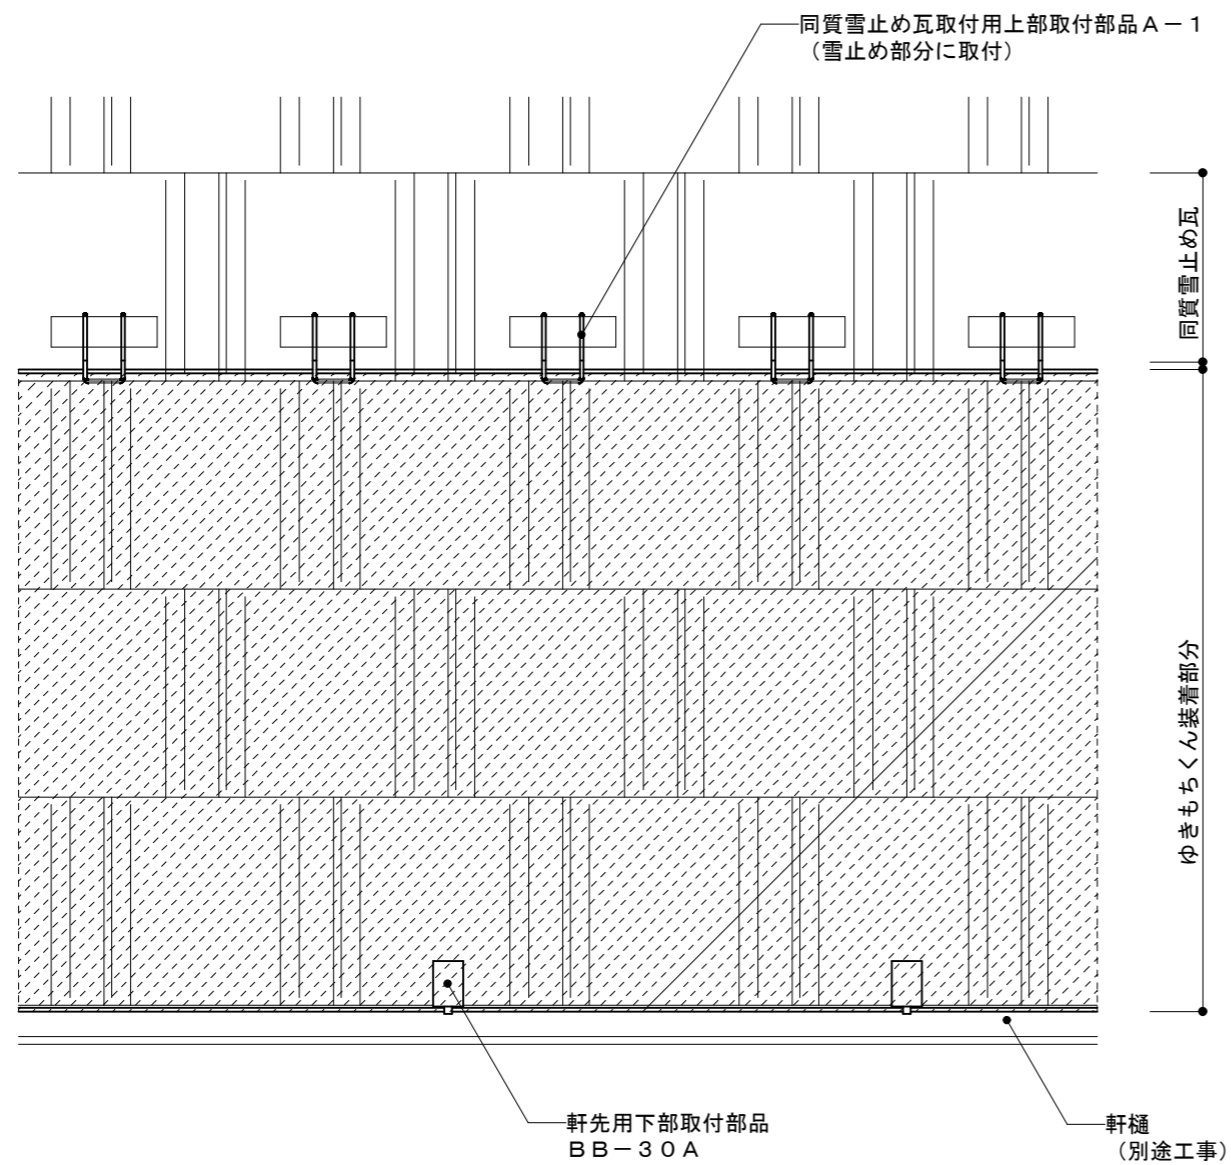 同質雪止め瓦取付用上部取付部品Ａ－１
（雪止め部分に取付）
同質雪止め瓦
ゆきもちくん装着部分
軒先用下部取付部品
ＢＢ－３０Ａ
軒樋
（別途工事）